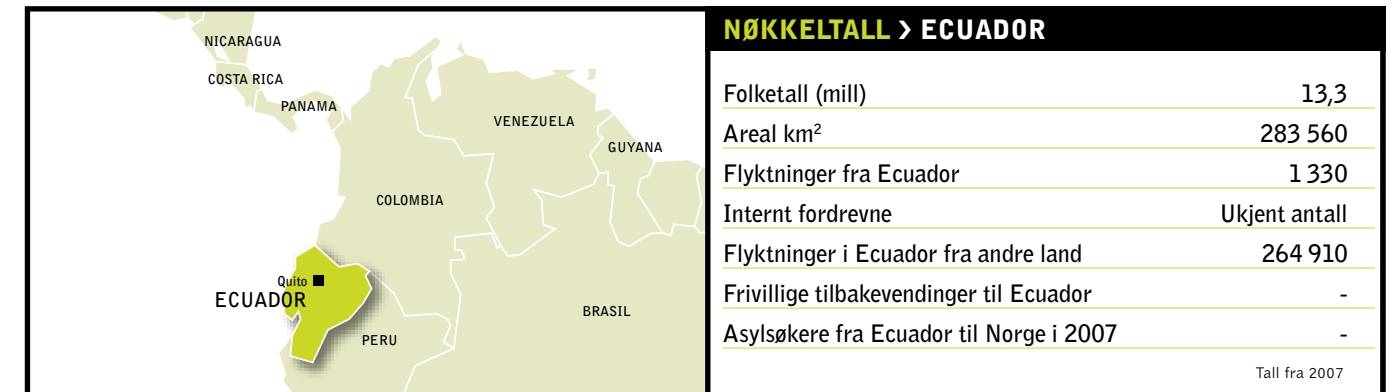 NICARAGUA
COSTA RICA
PANAMA
VENEZUELA
GUYANA
COLOMBIA
Quito
ECUADOR
BRASIL
PERU
NØKKELTALL › ECUADOR
Folketall (mill) 13,3
Areal km² 283 560
Flyktninger fra Ecuador 1 330
Internt fordrevne Ukjent antall
Flyktninger i Ecuador fra andre land 264 910
Frivillige tilbakevendinger til Ecuador -
Asylsøkere fra Ecuador til Norge i 2007 -
Tall fra 2007